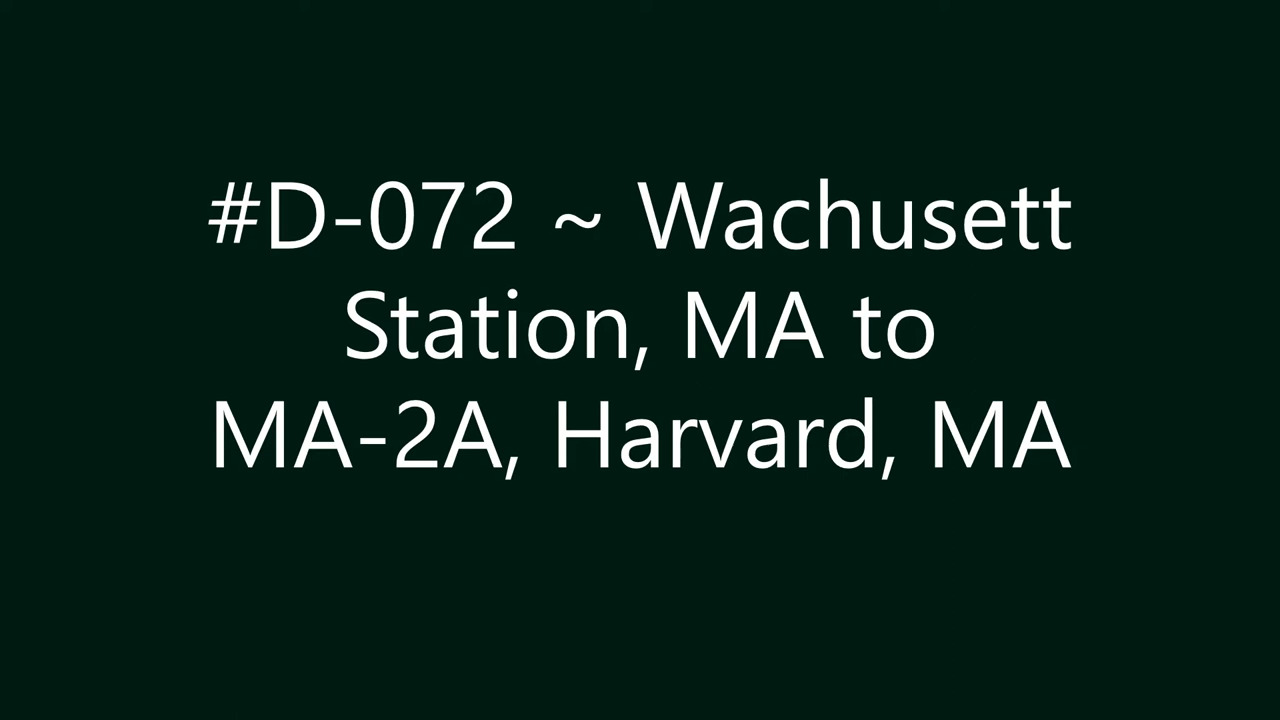 #D-072 ~ Wachusett
Station, MA to
MA-2A, Harvard, MA